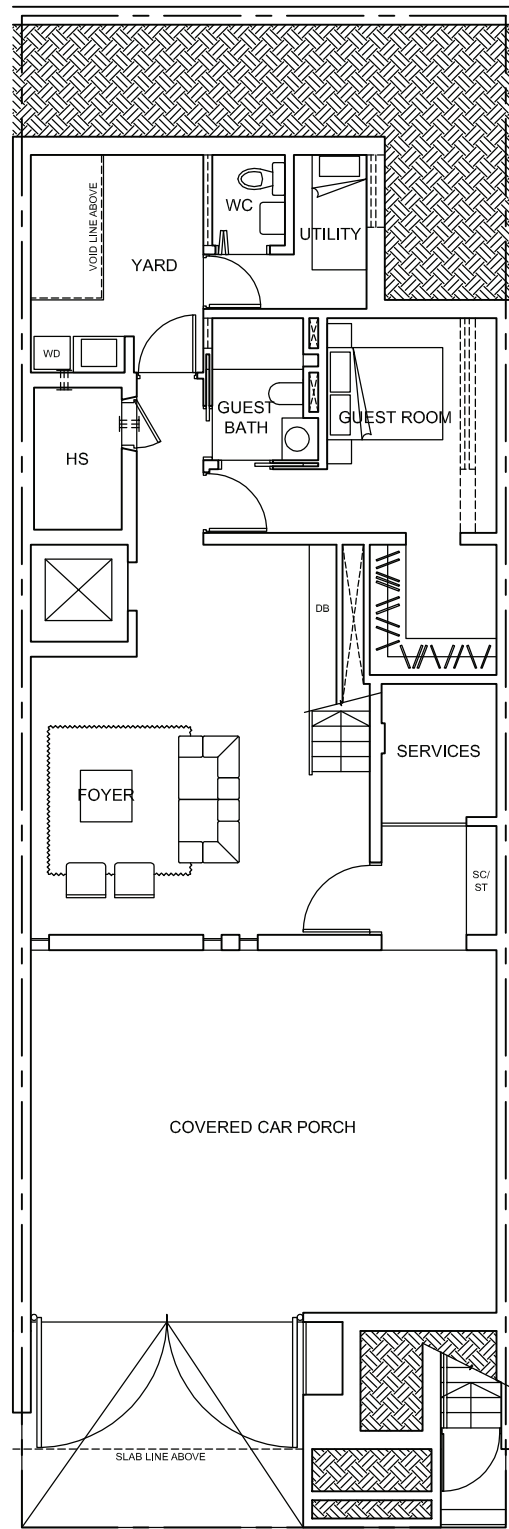 VOID LINE ABOVE
WC
UTILITY
YARD
WD
GUEST
BATH
GUEST ROOM
HS
DB
SERVICES
FOYER
SC/
ST
COVERED CAR PORCH
SLAB LINE ABOVE